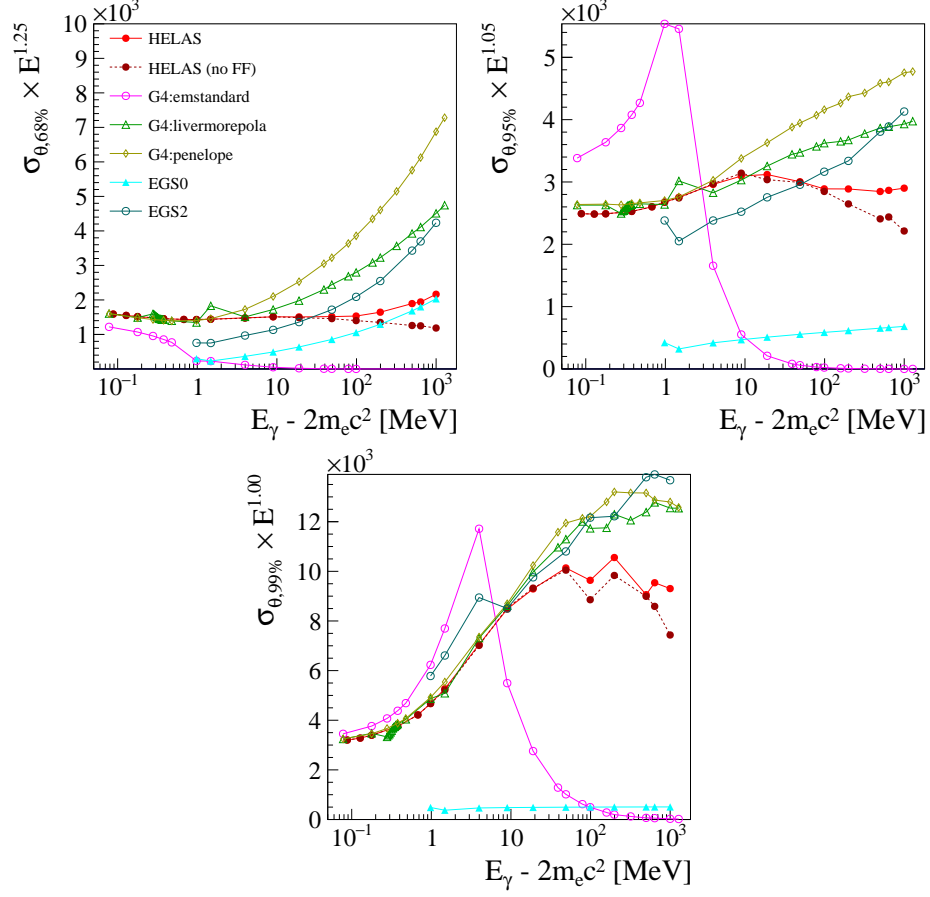 ×10³
σθ,68% × E^1.25
10
9
8
7
6
5
4
3
2
1
HELAS
HELAS (no FF)
G4:emstandard
G4:livermorepola
G4:penelope
EGS0
EGS2
10⁻¹ 1 10 10² 10³
Eγ - 2mec² [MeV]
×10³
σθ,95% × E^1.05
5
4
3
2
1
0
10⁻¹ 1 10 10² 10³
Eγ - 2mec² [MeV]
×10³
σθ,99% × E^1.00
12
10
8
6
4
2
0
10⁻¹ 1 10 10² 10³
Eγ - 2mec² [MeV]